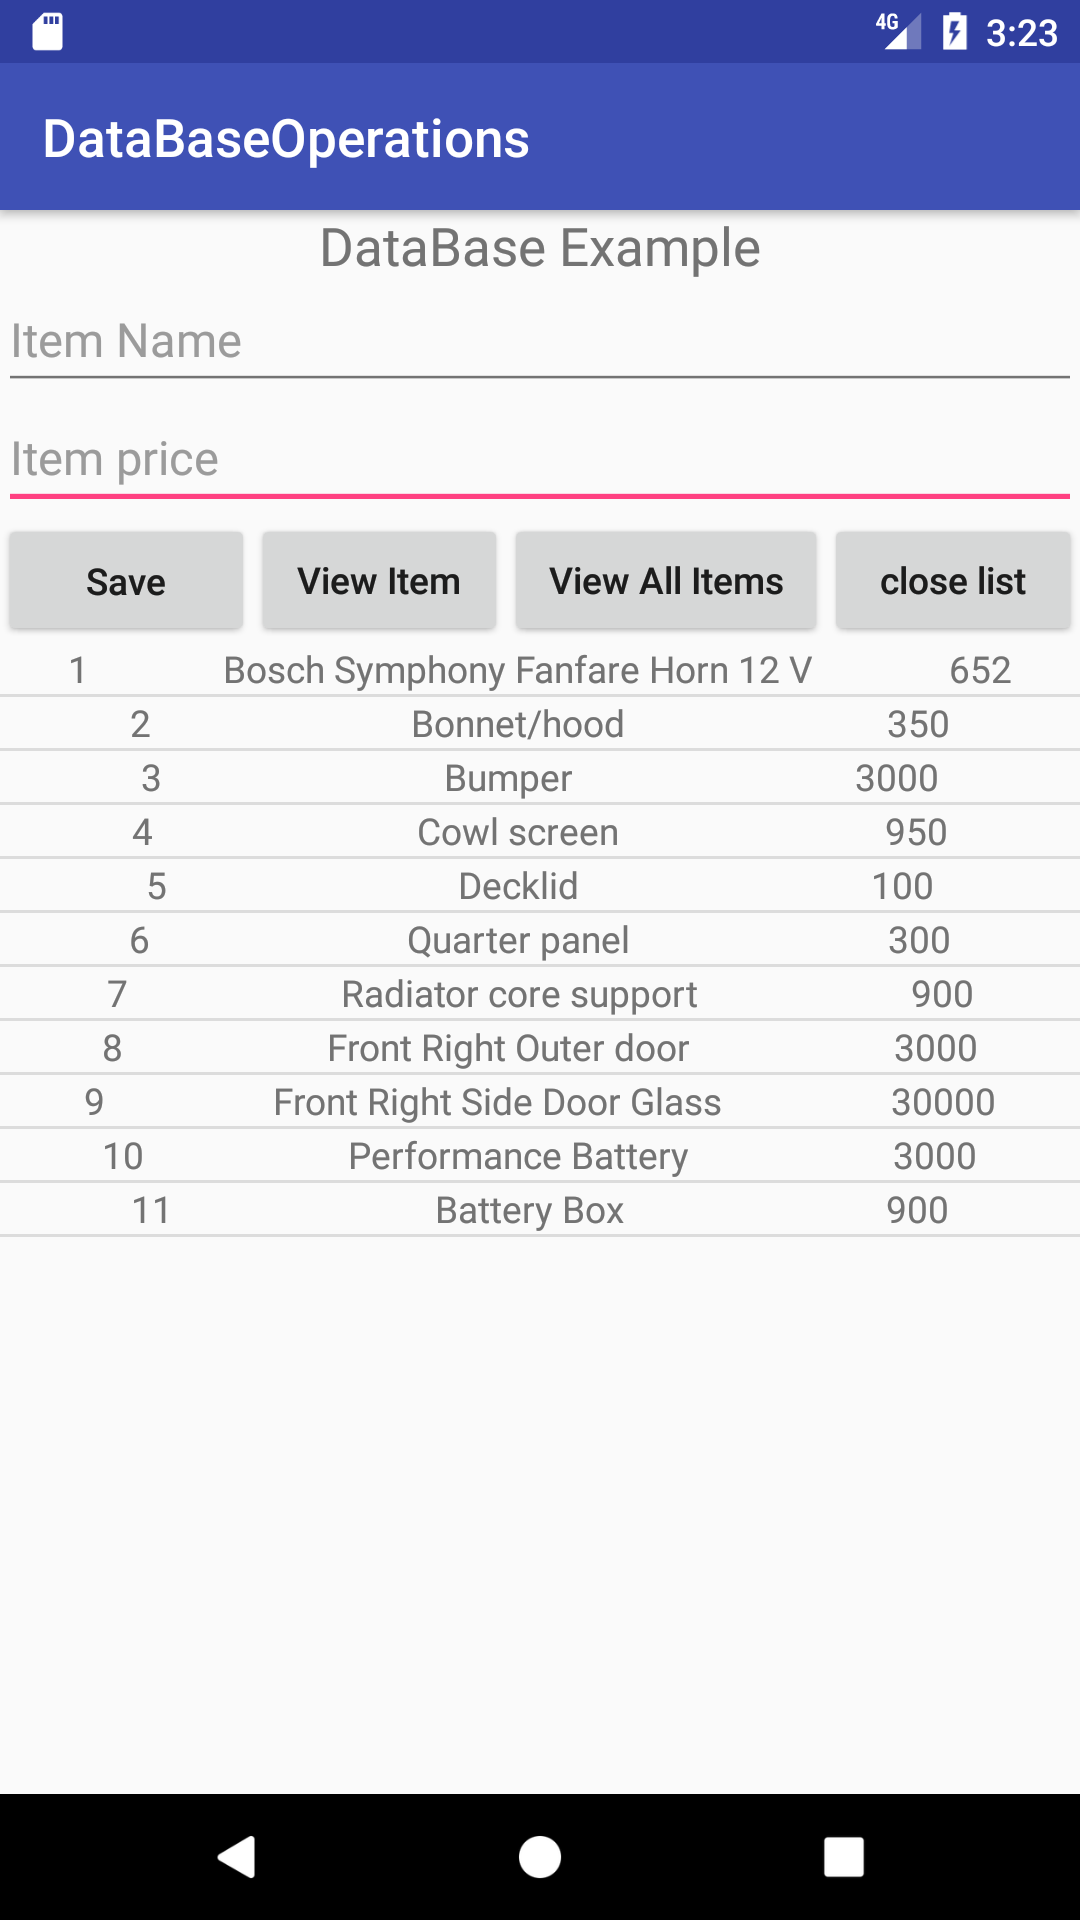 4G 3:23
DataBaseOperations
DataBase Example
Item Name
Item price
Save View Item View All Items close list
1 Bosch Symphony Fanfare Horn 12 V 652
2 Bonnet/hood 350
3 Bumper 3000
4 Cowl screen 950
5 Decklid 100
6 Quarter panel 300
7 Radiator core support 900
8 Front Right Outer door 3000
9 Front Right Side Door Glass 30000
10 Performance Battery 3000
11 Battery Box 900